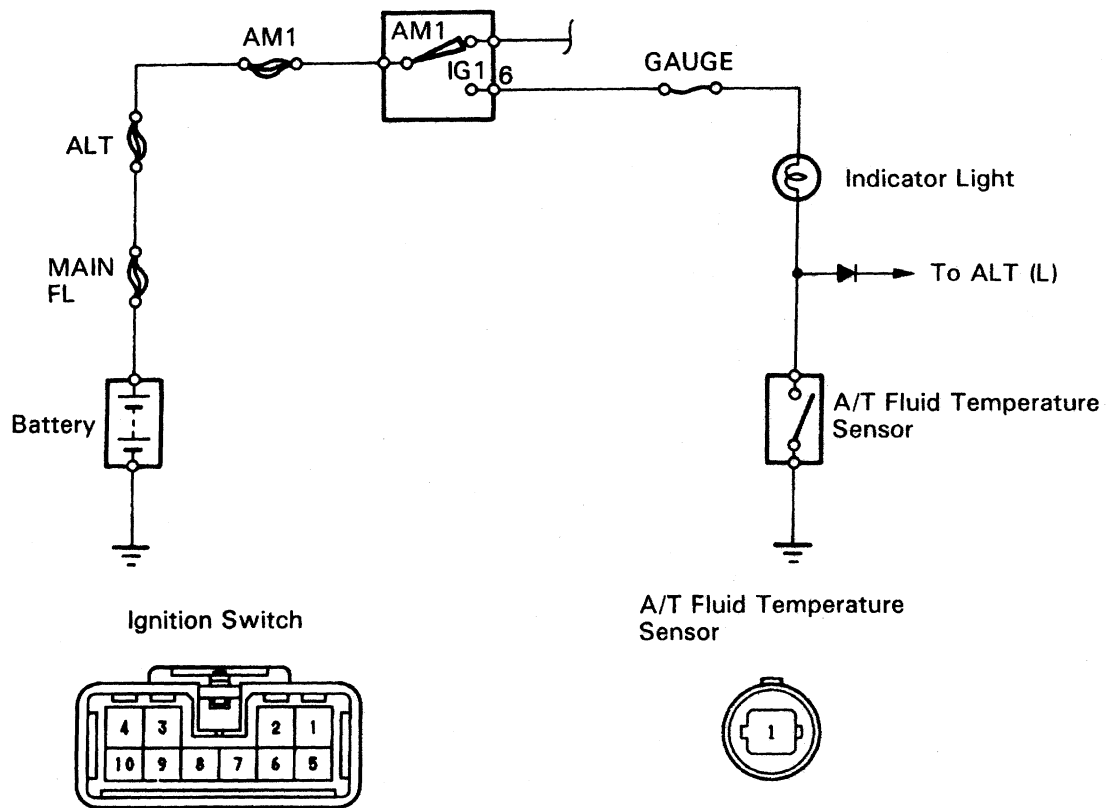 AM1
AM1
IG1 6
GAUGE
ALT
Indicator Light
MAIN
FL
To ALT (L)
Battery
A/T Fluid Temperature
Sensor
Ignition Switch
A/T Fluid Temperature
Sensor
4 3 2 1
10 9 8 7 6 5
1